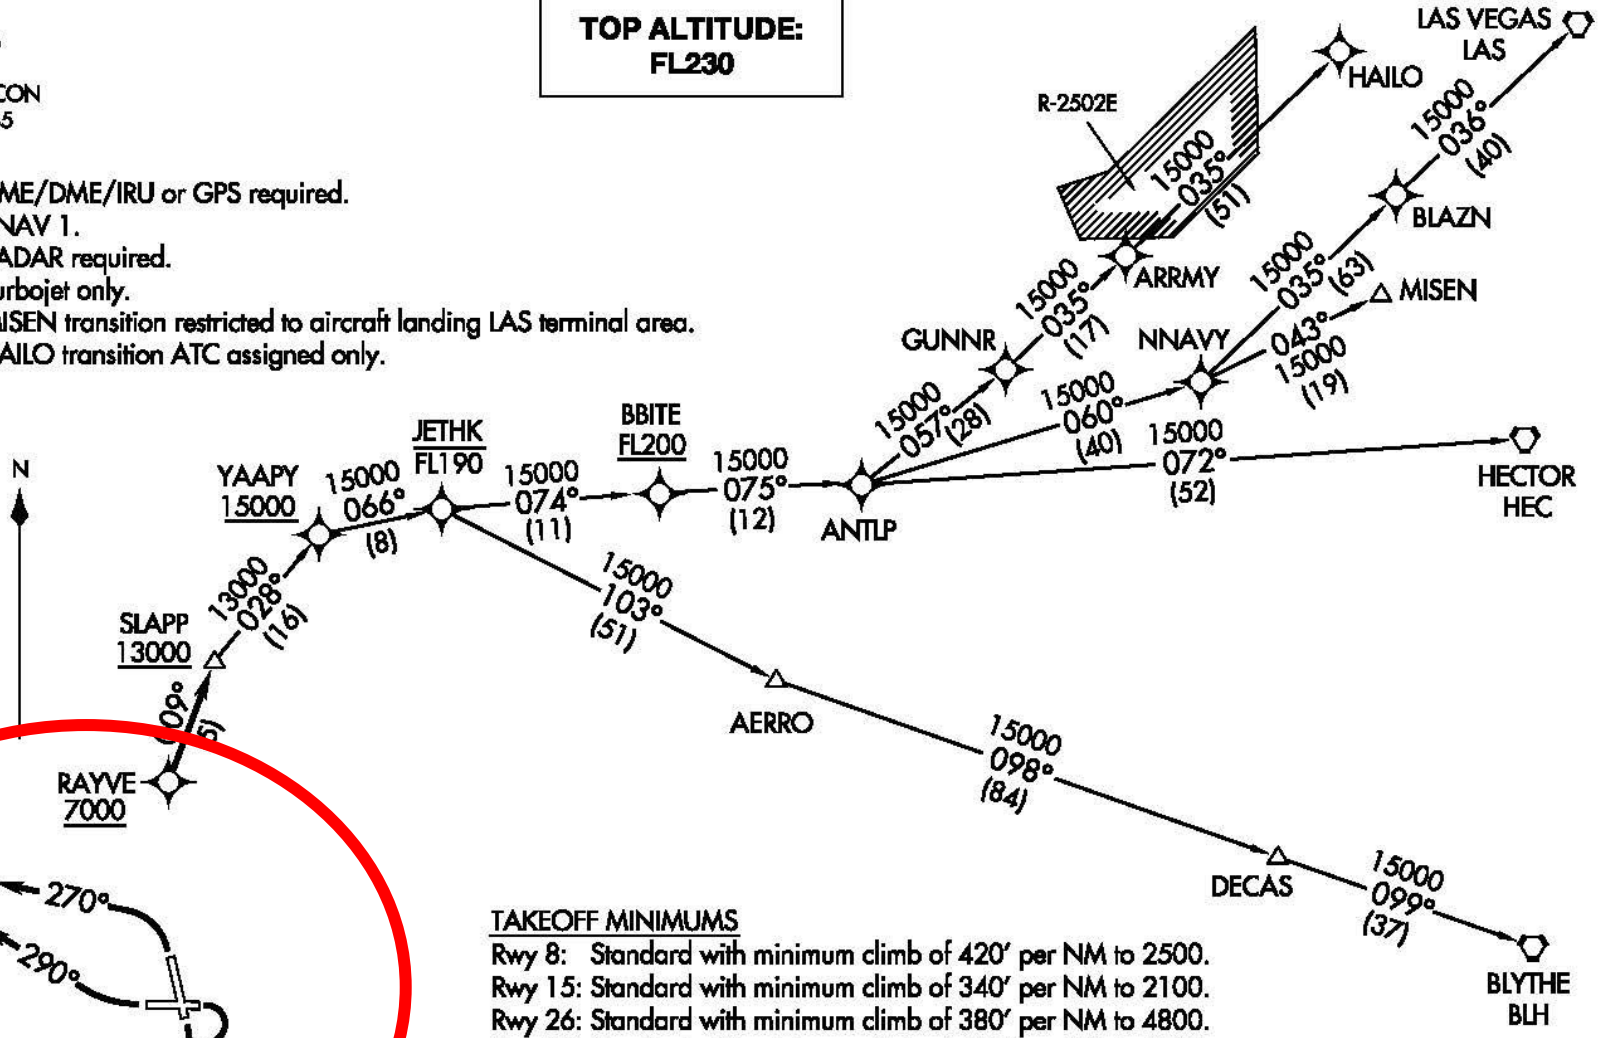 TOP ALTITUDE:
FL230
LAS VEGAS
LAS
HAILO
R-2502E
15000
035°
(51)
15000
036°
(40)
BLAZN
ME/DME/IRU or GPS required.
NAV 1.
ADAR required.
urbojet only.
ISEN transition restricted to aircraft landing LAS terminal area.
AILO transition ATC assigned only.
ARRMY
15000
035°
(17)
15000
035°
(63)
MISEN
GUNNR
NNAVY
043°
15000
(19)
15000
057°
(28)
15000
060°
(40)
15000
072°
(52)
HECTOR
HEC
N
YAAPY
15000
15000
066°
(8)
JETHK
FL190
15000
074°
(11)
BBITE
FL200
15000
075°
(12)
ANTLP
13000
028°
(16)
SLAPP
13000
15000
103°
(51)
AERRO
RAYVE
7000
15000
098°
(84)
DECAS
15000
099°
(37)
BLYTHE
BLH
270°
290°
TAKEOFF MINIMUMS
Rwy 8: Standard with minimum climb of 420' per NM to 2500.
Rwy 15: Standard with minimum climb of 340' per NM to 2100.
Rwy 26: Standard with minimum climb of 380' per NM to 4800.